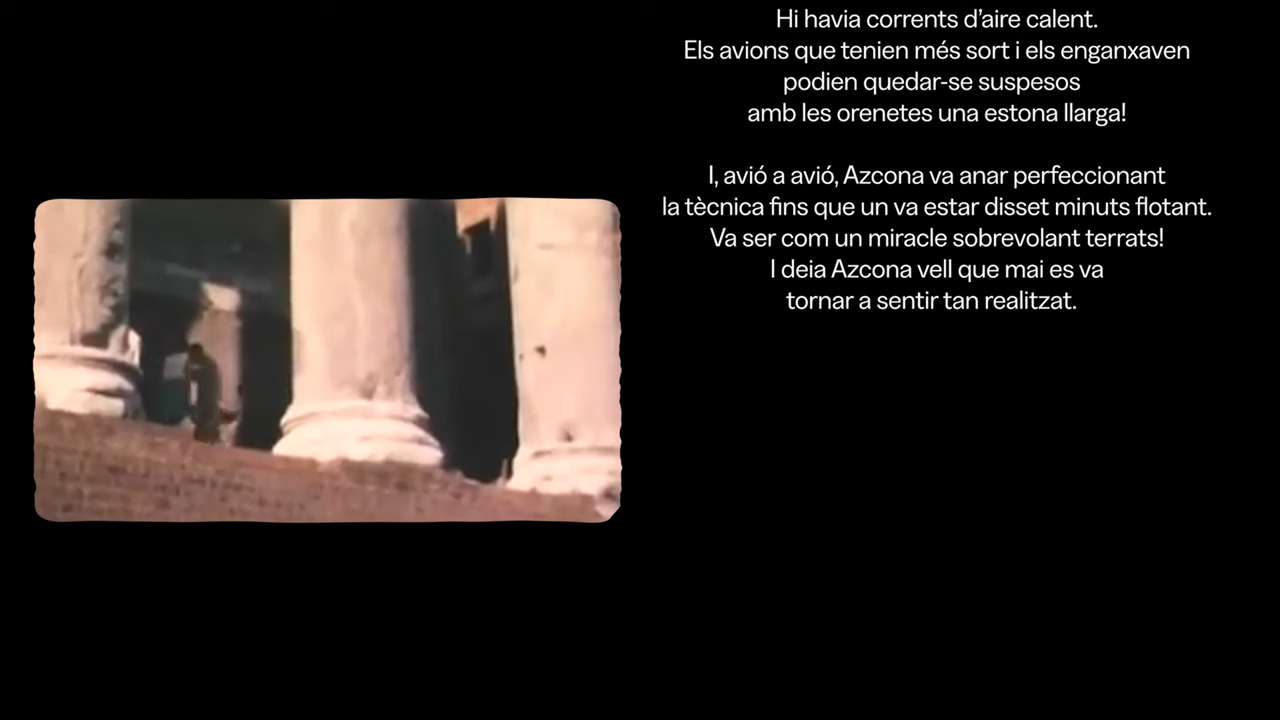 Hi havia corrents d’aire calent.
Els avions que tenien més sort i els enganxaven
podien quedar-se suspesos
amb les orenetes una estona llarga!
I, avió a avió, Azcona va anar perfeccionant
la tècnica fins que un va estar disset minuts flotant.
Va ser com un miracle sobrevolant terrats!
I deia Azcona vell que mai es va
tornar a sentir tan realitzat.